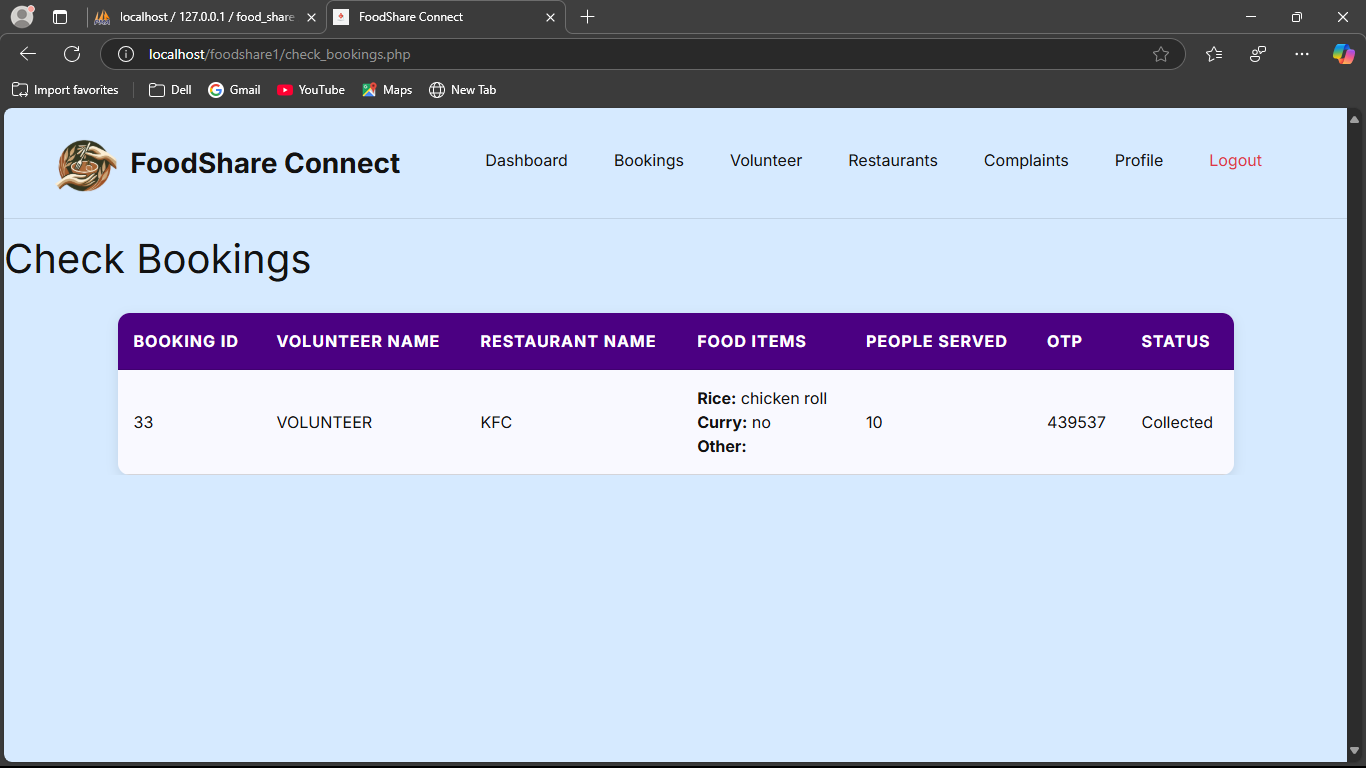 localhost / 127.0.0.1 / food_share
FoodShare Connect
localhost/foodshare1/check_bookings.php
Import favorites
Dell
Gmail
YouTube
Maps
New Tab
FoodShare Connect
Dashboard
Bookings
Volunteer
Restaurants
Complaints
Profile
Logout
Check Bookings
BOOKING ID VOLUNTEER NAME RESTAURANT NAME FOOD ITEMS PEOPLE SERVED OTP STATUS
Rice: chicken roll
33 VOLUNTEER KFC Curry: no 10 439537 Collected
Other: